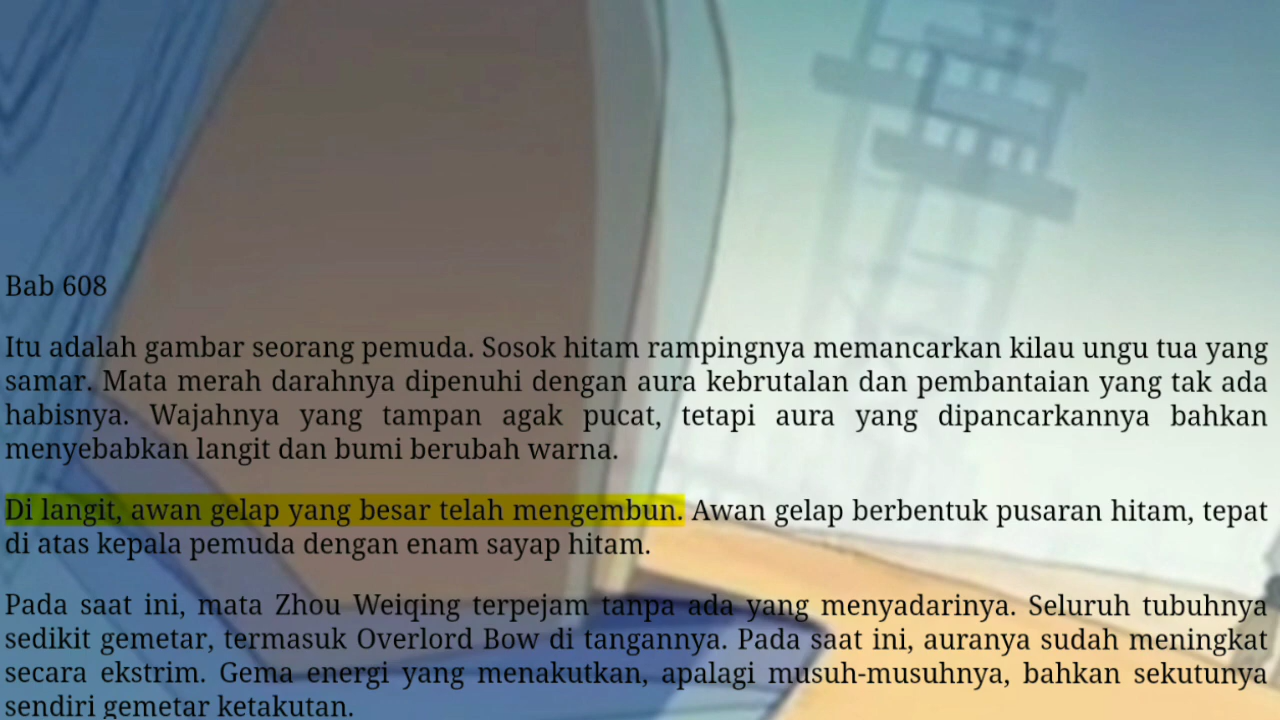 Bab 608
Itu adalah gambar seorang pemuda. Sosok hitam rampingnya memancarkan kilau ungu tua yang
samar. Mata merah darahnya dipenuhi dengan aura kebrutalan dan pembantaian yang tak ada
habisnya. Wajahnya yang tampan agak pucat, tetapi aura yang dipancarkannya bahkan
menyebabkan langit dan bumi berubah warna.
Di langit, awan gelap yang besar telah mengembun. Awan gelap berbentuk pusaran hitam, tepat
di atas kepala pemuda dengan enam sayap hitam.
Pada saat ini, mata Zhou Weiqing terpejam tanpa ada yang menyadarinya. Seluruh tubuhnya
sedikit gemetar, termasuk Overlord Bow di tangannya. Pada saat ini, auranya sudah meningkat
secara ekstrim. Gema energi yang menakutkan, apalagi musuh-musuhnya, bahkan sekutunya
sendiri gemetar ketakutan.